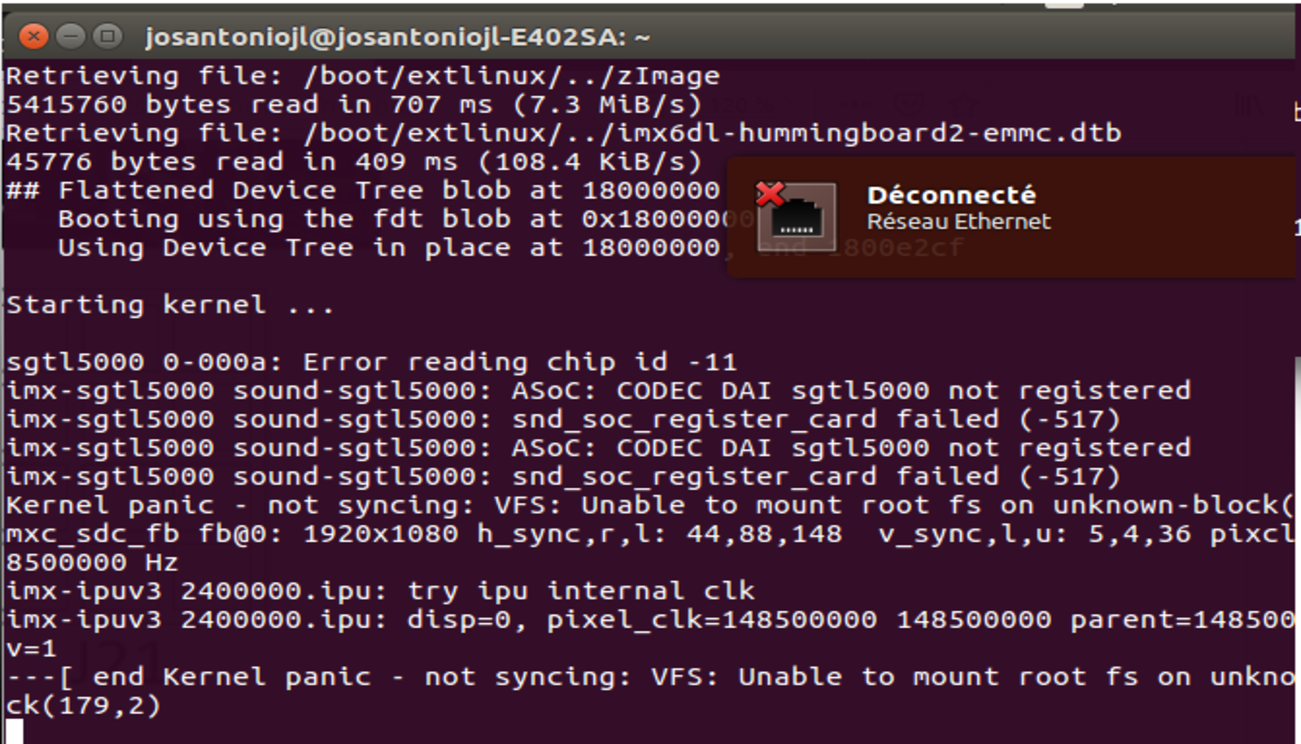 josantoniojl@josantoniojl-E402SA: ~
Retrieving file: /boot/extlinux/../zImage
5415760 bytes read in 707 ms (7.3 MiB/s)
Retrieving file: /boot/extlinux/../imx6dl-hummingboard2-emmc.dtb
45776 bytes read in 409 ms (108.4 KiB/s)
## Flattened Device Tree blob at 18000000
   Booting using the fdt blob at 0x18000000
   Using Device Tree in place at 18000000, end 1800e2cf
Déconnecté
Réseau Ethernet
Starting kernel ...
sgtl5000 0-000a: Error reading chip id -11
imx-sgtl5000 sound-sgtl5000: ASoC: CODEC DAI sgtl5000 not registered
imx-sgtl5000 sound-sgtl5000: snd_soc_register_card failed (-517)
imx-sgtl5000 sound-sgtl5000: ASoC: CODEC DAI sgtl5000 not registered
imx-sgtl5000 sound-sgtl5000: snd_soc_register_card failed (-517)
Kernel panic - not syncing: VFS: Unable to mount root fs on unknown-block(
mxc_sdc_fb fb@0: 1920x1080 h_sync,r,l: 44,88,148  v_sync,l,u: 5,4,36 pixcl
8500000 Hz
imx-ipuv3 2400000.ipu: try ipu internal clk
imx-ipuv3 2400000.ipu: disp=0, pixel_clk=148500000 148500000 parent=148500
v=1
---[ end Kernel panic - not syncing: VFS: Unable to mount root fs on unkno
ck(179,2)